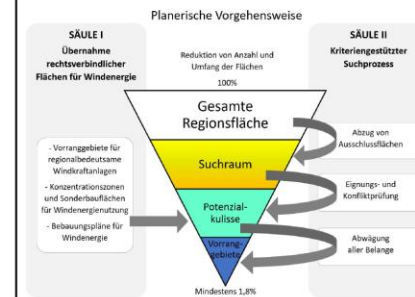 Planerische Vorgehensweise
SÄULE I
Übernahme
rechtsverbindlicher
Flächen für Windenergie
- Vorranggebiete für
regionalbedeutsame
Windkraftanlagen
- Konzentrationszonen
und Sonderbauflächen
für Windenergienutzung
- Bebauungspläne für
Windenergie
Reduktion von Anzahl und
Umfang der Flächen
100%
Gesamte
Regionsfläche
Suchraum
Potenzial-
kulisse
Vorrang-
gebiete
Mindestens 1,8%
SÄULE II
Kriteriengestützter
Suchprozess
Abzug von
Ausschlussflächen
Eignungs- und
Konfliktprüfung
Abwägung
aller Belange